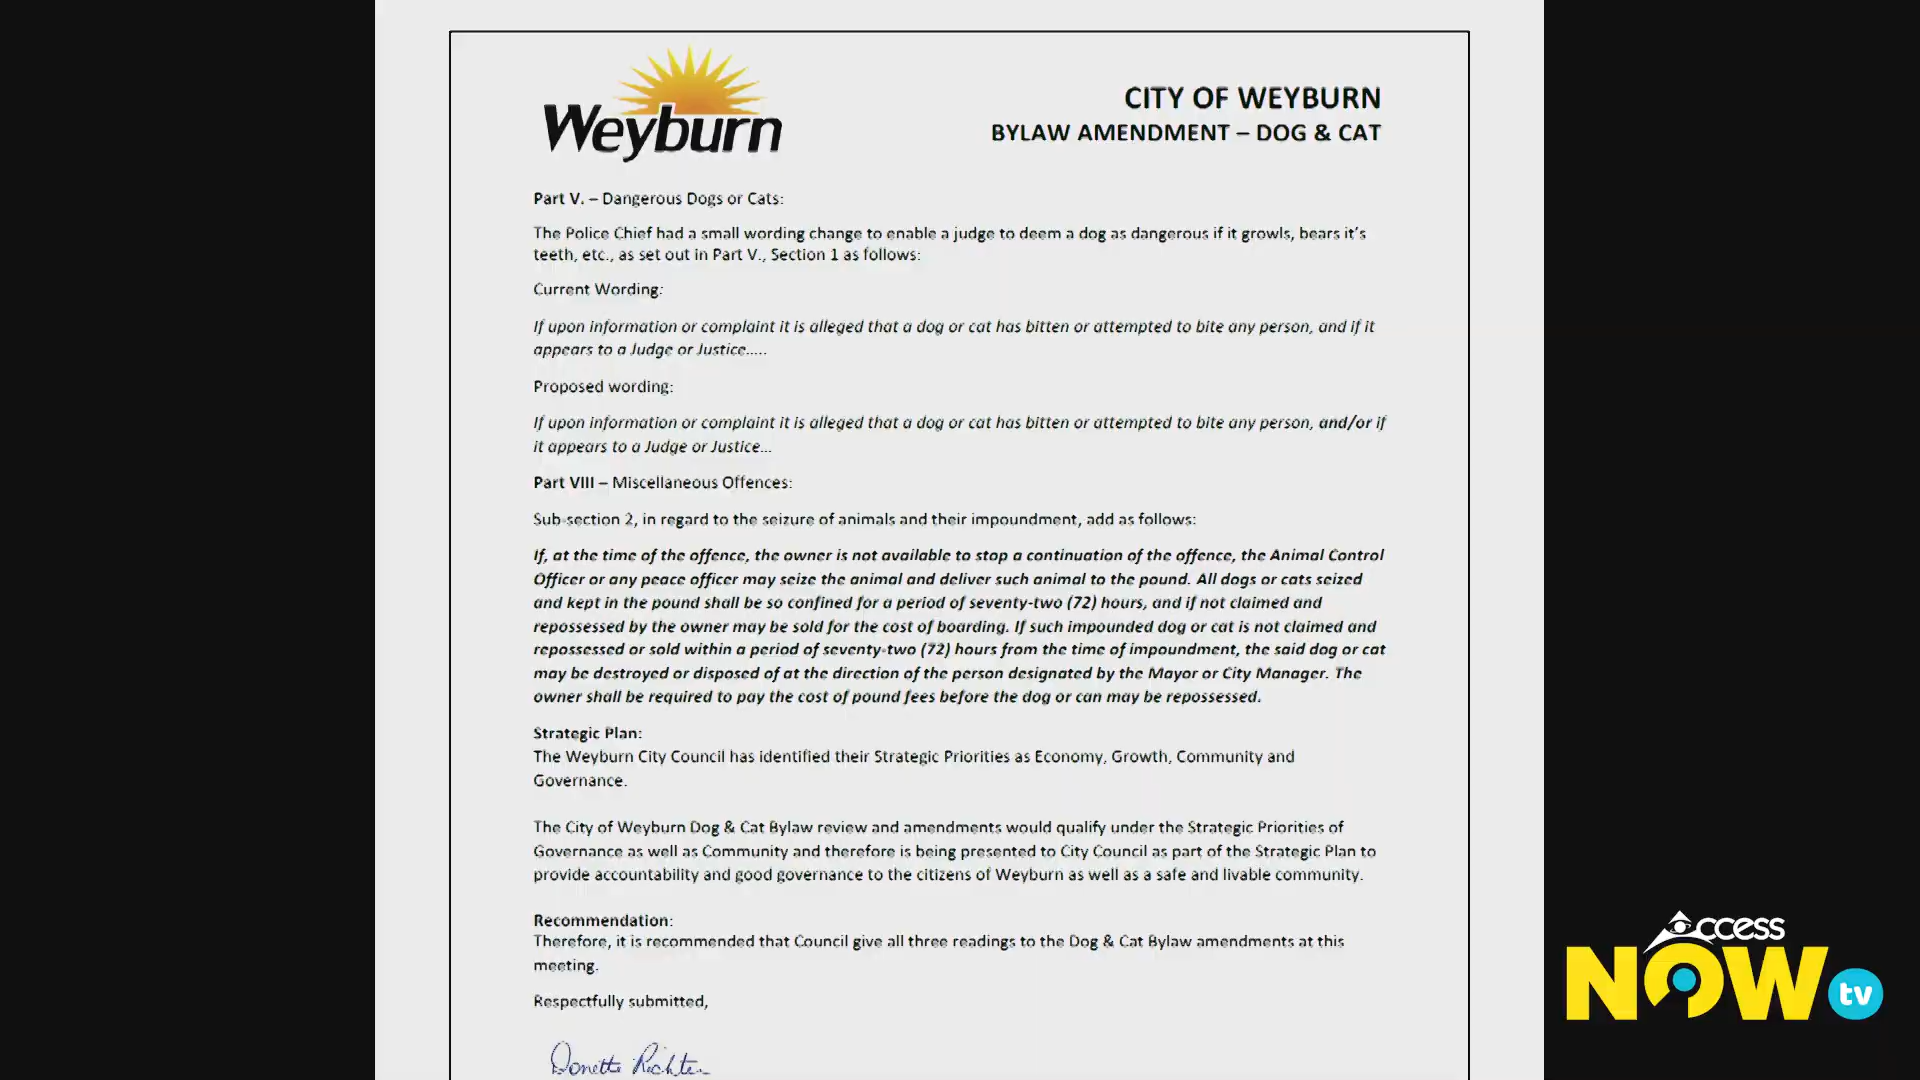 Weyburn
CITY OF WEYBURN
BYLAW AMENDMENT – DOG & CAT
Part V. – Dangerous Dogs or Cats:
The Police Chief had a small wording change to enable a judge to deem a dog as dangerous if it growls, bears it's
teeth, etc., as set out in Part V., Section 1 as follows:
Current Wording:
If upon information or complaint it is alleged that a dog or cat has bitten or attempted to bite any person, and if it
appears to a Judge or Justice.....
Proposed wording:
If upon information or complaint it is alleged that a dog or cat has bitten or attempted to bite any person, and/or if
it appears to a Judge or Justice...
Part VIII – Miscellaneous Offences:
Sub-section 2, in regard to the seizure of animals and their impoundment, add as follows:
If, at the time of the offence, the owner is not available to stop a continuation of the offence, the Animal Control
Officer or any peace officer may seize the animal and deliver such animal to the pound. All dogs or cats seized
and kept in the pound shall be so confined for a period of seventy-two (72) hours, and if not claimed and
repossessed by the owner may be sold for the cost of boarding. If such impounded dog or cat is not claimed and
repossessed or sold within a period of seventy-two (72) hours from the time of impoundment, the said dog or cat
may be destroyed or disposed of at the direction of the person designated by the Mayor or City Manager. The
owner shall be required to pay the cost of pound fees before the dog or can may be repossessed.
Strategic Plan:
The Weyburn City Council has identified their Strategic Priorities as Economy, Growth, Community and
Governance.
The City of Weyburn Dog & Cat Bylaw review and amendments would qualify under the Strategic Priorities of
Governance as well as Community and therefore is being presented to City Council as part of the Strategic Plan to
provide accountability and good governance to the citizens of Weyburn as well as a safe and livable community.
Recommendation:
Therefore, it is recommended that Council give all three readings to the Dog & Cat Bylaw amendments at this
meeting.
Respectfully submitted,
Donette Richter
Access
NOW tv